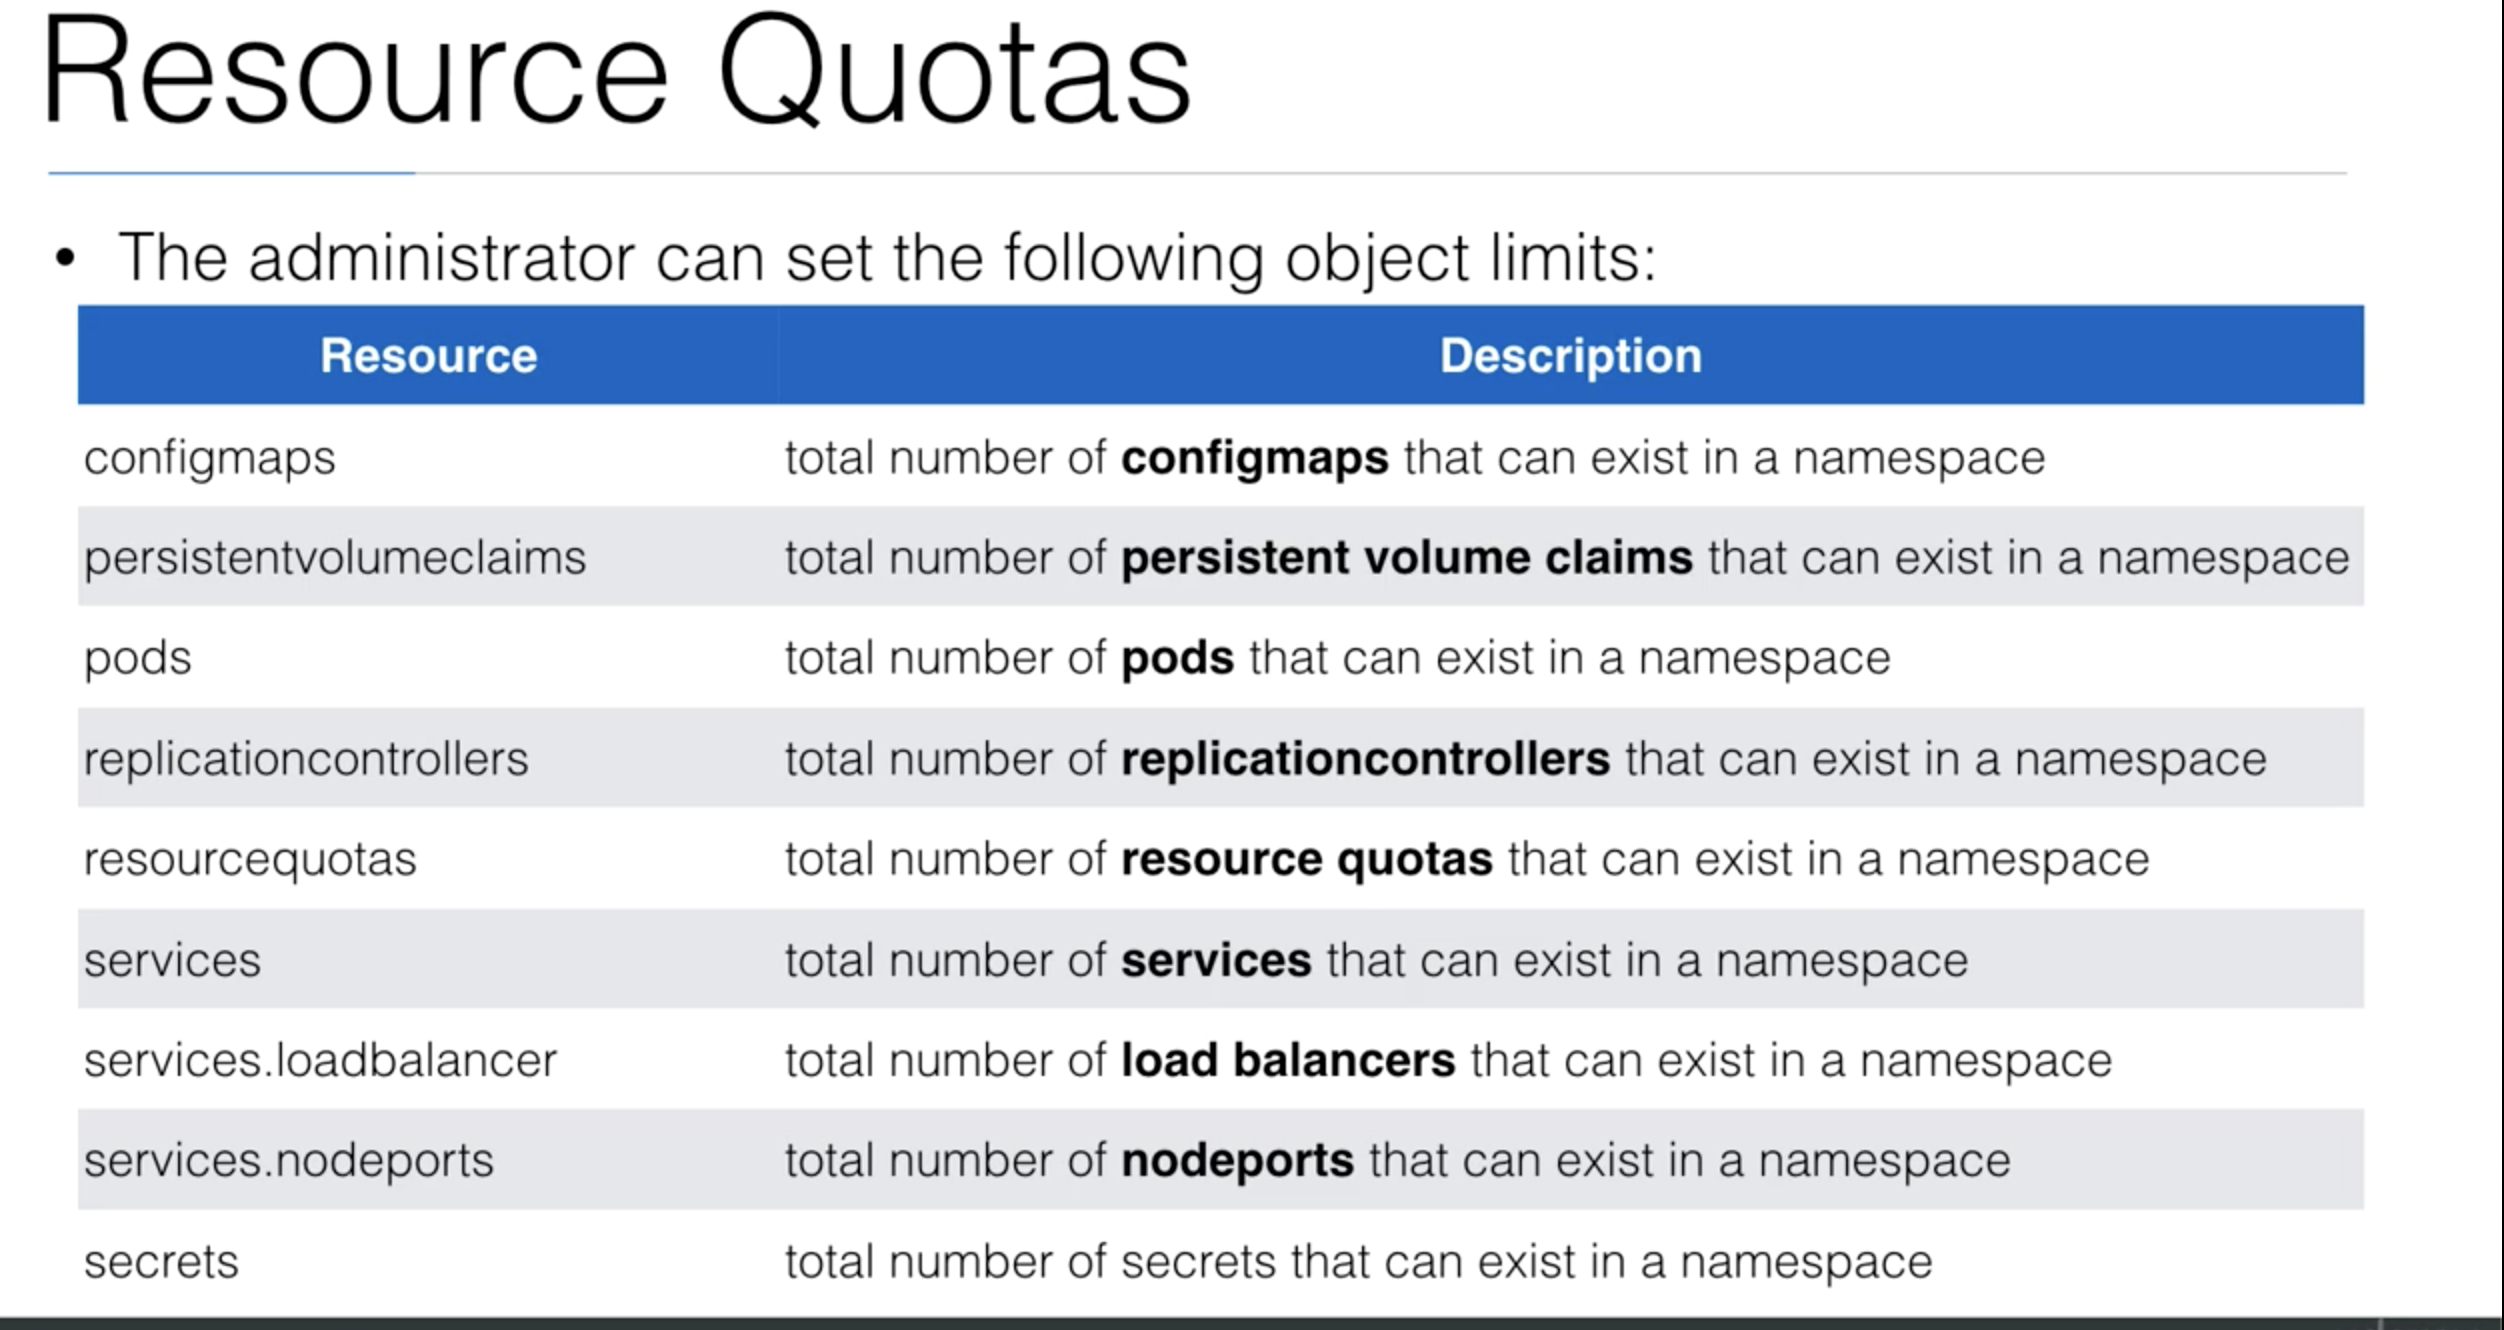 Resource Quotas
• The administrator can set the following object limits:
Resource Description
configmaps total number of configmaps that can exist in a namespace
persistentvolumeclaims total number of persistent volume claims that can exist in a namespace
pods total number of pods that can exist in a namespace
replicationcontrollers total number of replicationcontrollers that can exist in a namespace
resourcequotas total number of resource quotas that can exist in a namespace
services total number of services that can exist in a namespace
services.loadbalancer total number of load balancers that can exist in a namespace
services.nodeports total number of nodeports that can exist in a namespace
secrets total number of secrets that can exist in a namespace